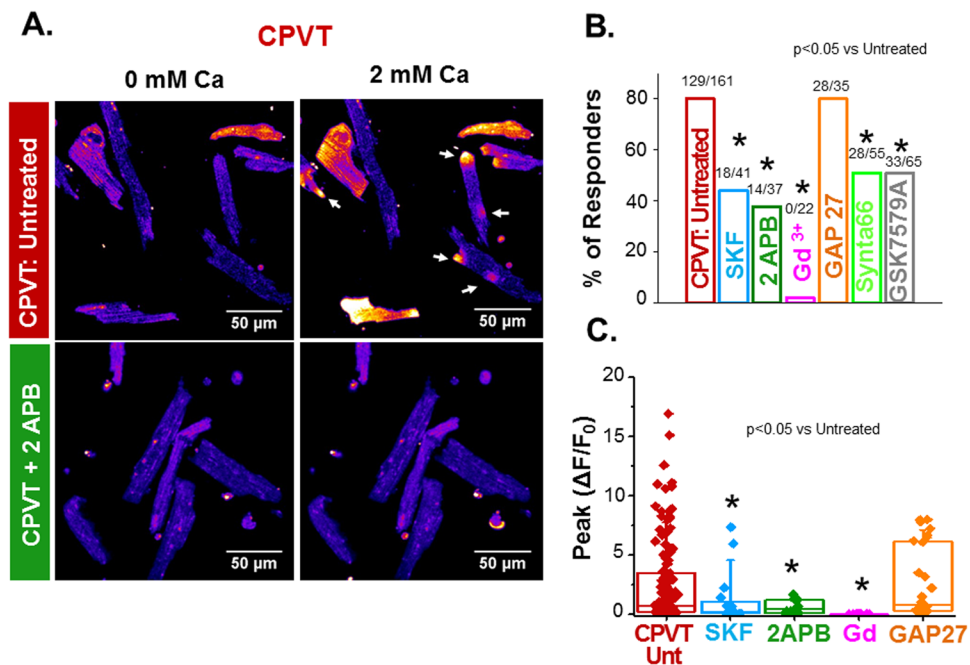 A.
CPVT
0 mM Ca
2 mM Ca
CPVT: Untreated
50 µm
50 µm
CPVT + 2 APB
50 µm
50 µm
B.
p<0.05 vs Untreated
% of Responders
80
60
40
20
0
129/161
18/41
14/37
0/22
28/35
28/55
33/65
*
*
*
*
*
CPVT: Untreated
SKF
2 APB
Gd 3+
GAP 27
Synta66
GSK7579A
C.
p<0.05 vs Untreated
Peak (ΔF/F0)
20
15
10
5
0
*
*
*
CPVT
Unt
SKF
2APB
Gd
GAP27